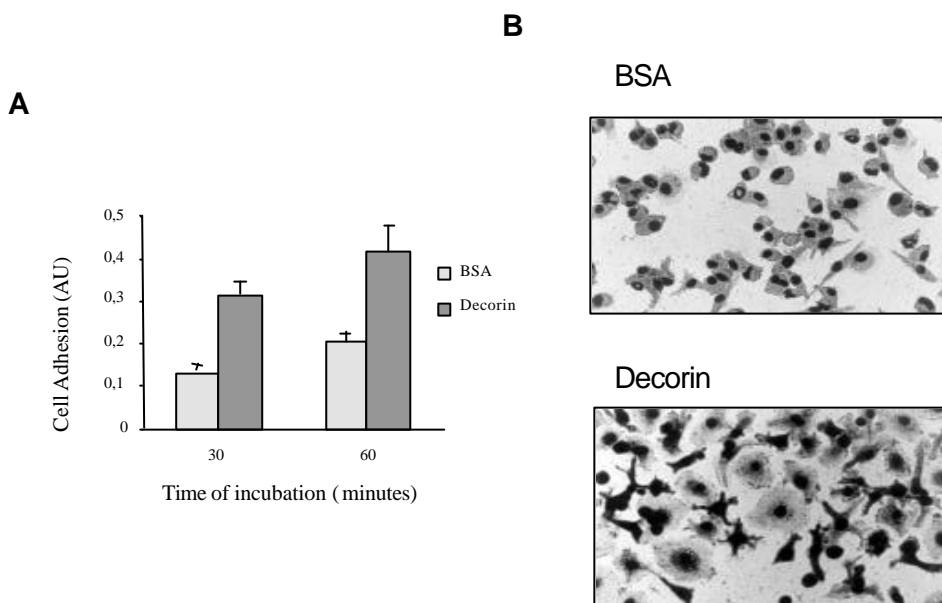 A
0,5
0,4
0,3
0,2
0,1
0
Cell Adhesion (AU)
30
60
Time of incubation ( minutes)
BSA
Decorin
B
BSA
Decorin